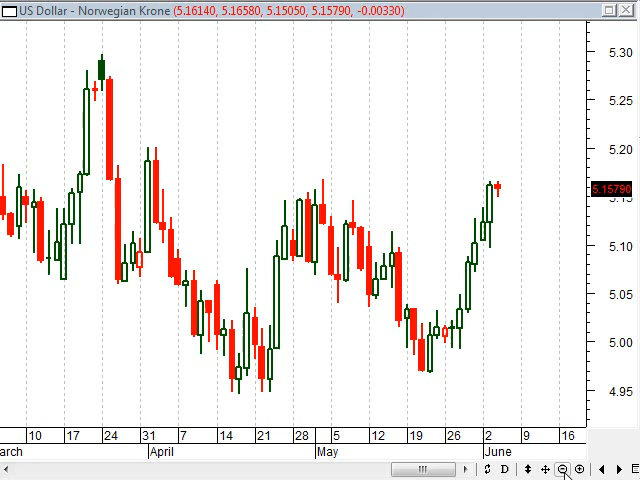 US Dollar - Norwegian Krone (5.16140, 5.16580, 5.15050, 5.15790, -0.00330)
5.30
5.25
5.20
5.15790
5.15
5.10
5.05
5.00
4.95
10 17 24 31 7 14 21 28 5 12 19 26 2 9 16
arch April May June
D